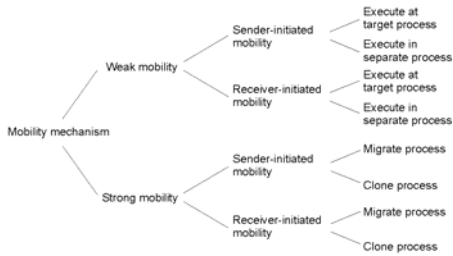 Execute at
target process
Sender-initiated
mobility
Execute in
separate process
Weak mobility
Execute at
target process
Receiver-initiated
mobility
Execute in
separate process
Mobility mechanism
Sender-initiated
mobility
Migrate process
Clone process
Strong mobility
Receiver-initiated
mobility
Migrate process
Clone process